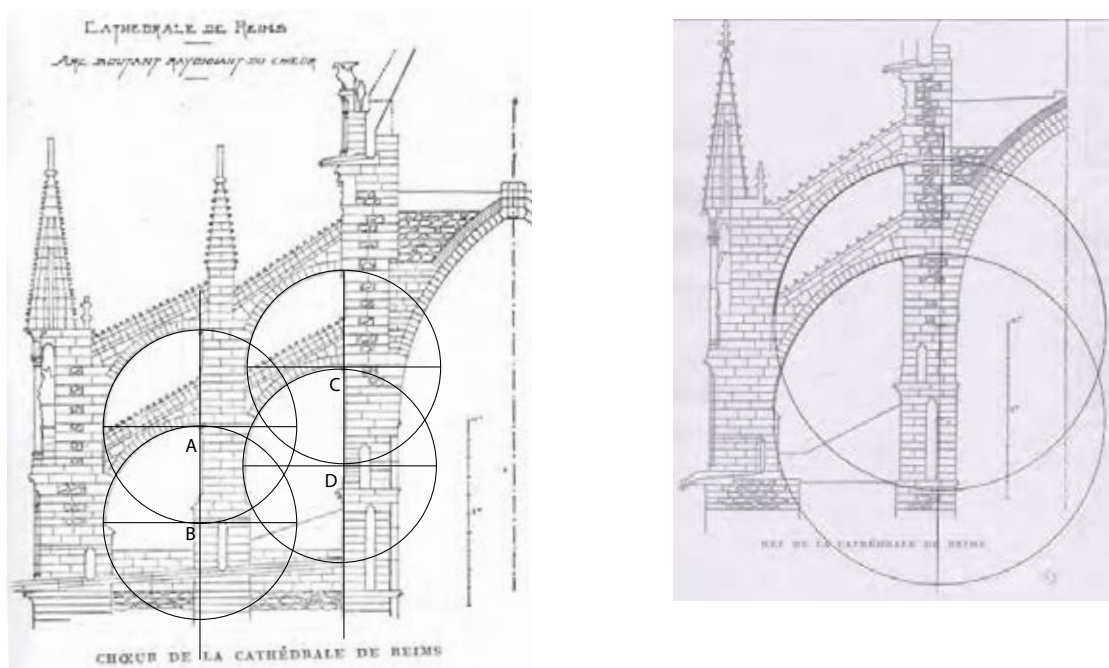 CATHEDRALE DE REIMS
ARC BOUTANT RAYONNANT DU CHŒUR
A
B
C
D
CHŒUR DE LA CATHÉDRALE DE REIMS
NEF DE LA CATHÉDRALE DE REIMS